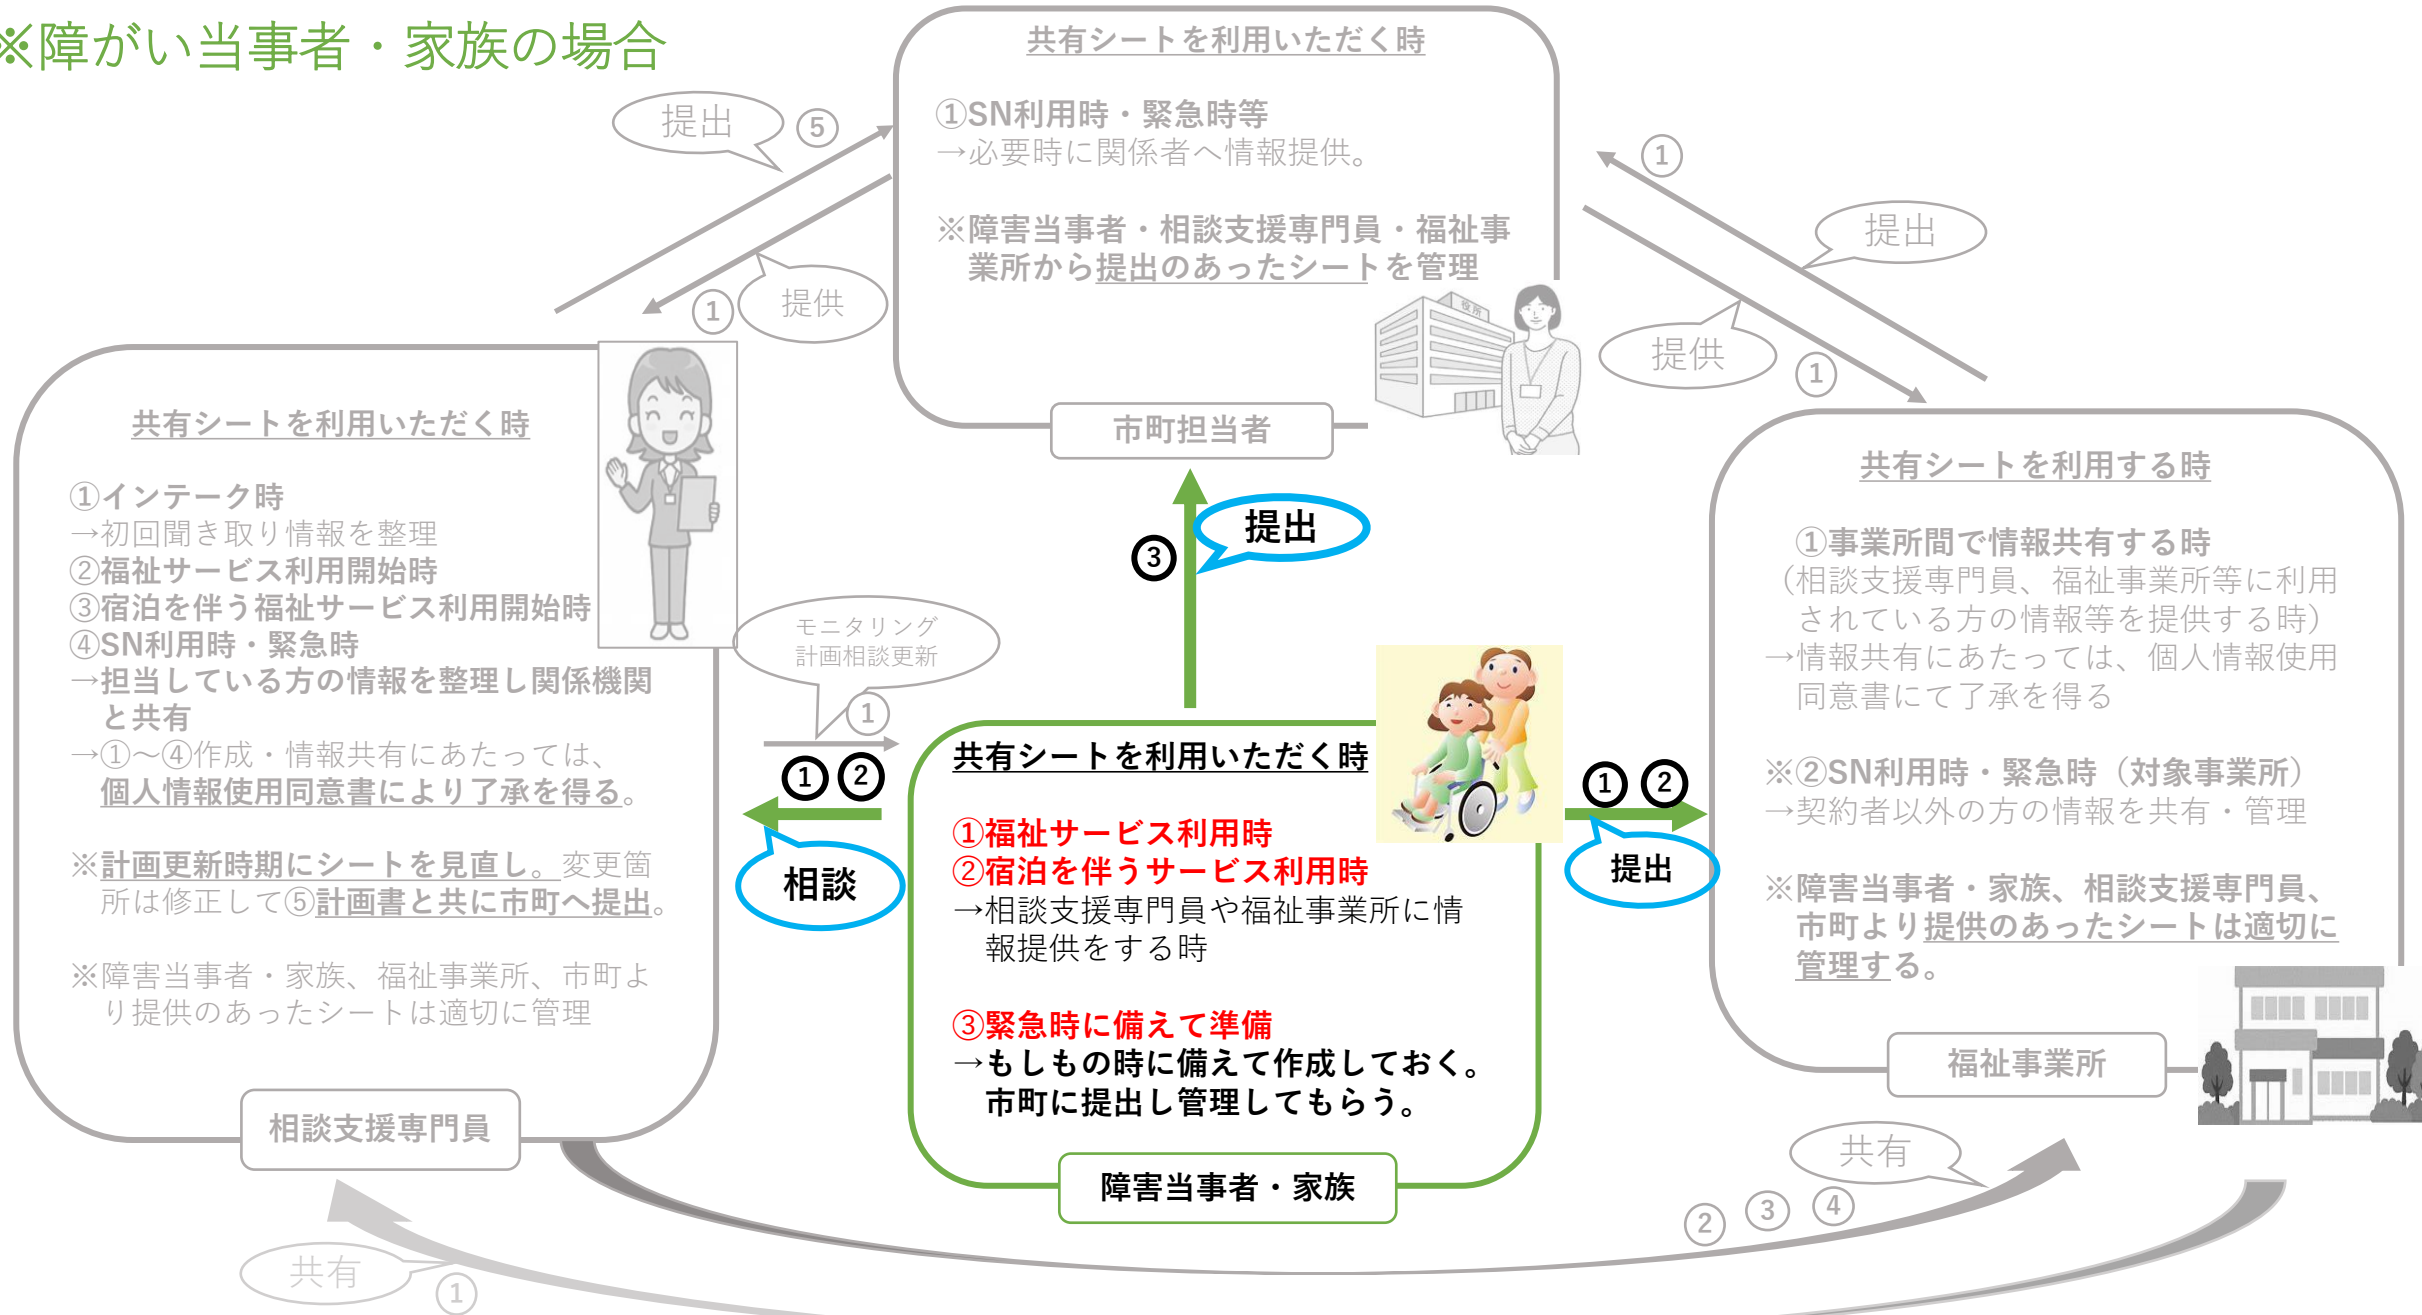 ※障がい当事者・家族の場合
共有シートを利用いただく時
①SN利用時・緊急時等
→必要時に関係者へ情報提供。
※障害当事者・相談支援専門員・福祉事
業所から提出のあったシートを管理
役所
市町担当者
提出
⑤
提供
①
①
提出
提供
①
共有シートを利用いただく時
①インテーク時
→初回聞き取り情報を整理
②福祉サービス利用開始時
③宿泊を伴う福祉サービス利用開始時
④SN利用時・緊急時
→担当している方の情報を整理し関係機関
と共有
→①～④作成・情報共有にあたっては、
個人情報使用同意書により了承を得る。
※計画更新時期にシートを見直し。変更箇
所は修正して⑤計画書と共に市町へ提出。
※障害当事者・家族、福祉事業所、市町よ
り提供のあったシートは適切に管理
相談支援専門員
モニタリング
計画相談更新
①
① ②
相談
③
提出
共有シートを利用いただく時
①福祉サービス利用時
②宿泊を伴うサービス利用時
→相談支援専門員や福祉事業所に情
報提供をする時
③緊急時に備えて準備
→もしもの時に備えて作成しておく。
市町に提出し管理してもらう。
障害当事者・家族
① ②
提出
共有シートを利用する時
①事業所間で情報共有する時
（相談支援専門員、福祉事業所等に利用
されている方の情報等を提供する時）
→情報共有にあたっては、個人情報使用
同意書にて了承を得る
※②SN利用時・緊急時（対象事業所）
→契約者以外の方の情報を共有・管理
※障害当事者・家族、相談支援専門員、
市町より提供のあったシートは適切に
管理する。
福祉事業所
共有
② ③ ④
共有
①